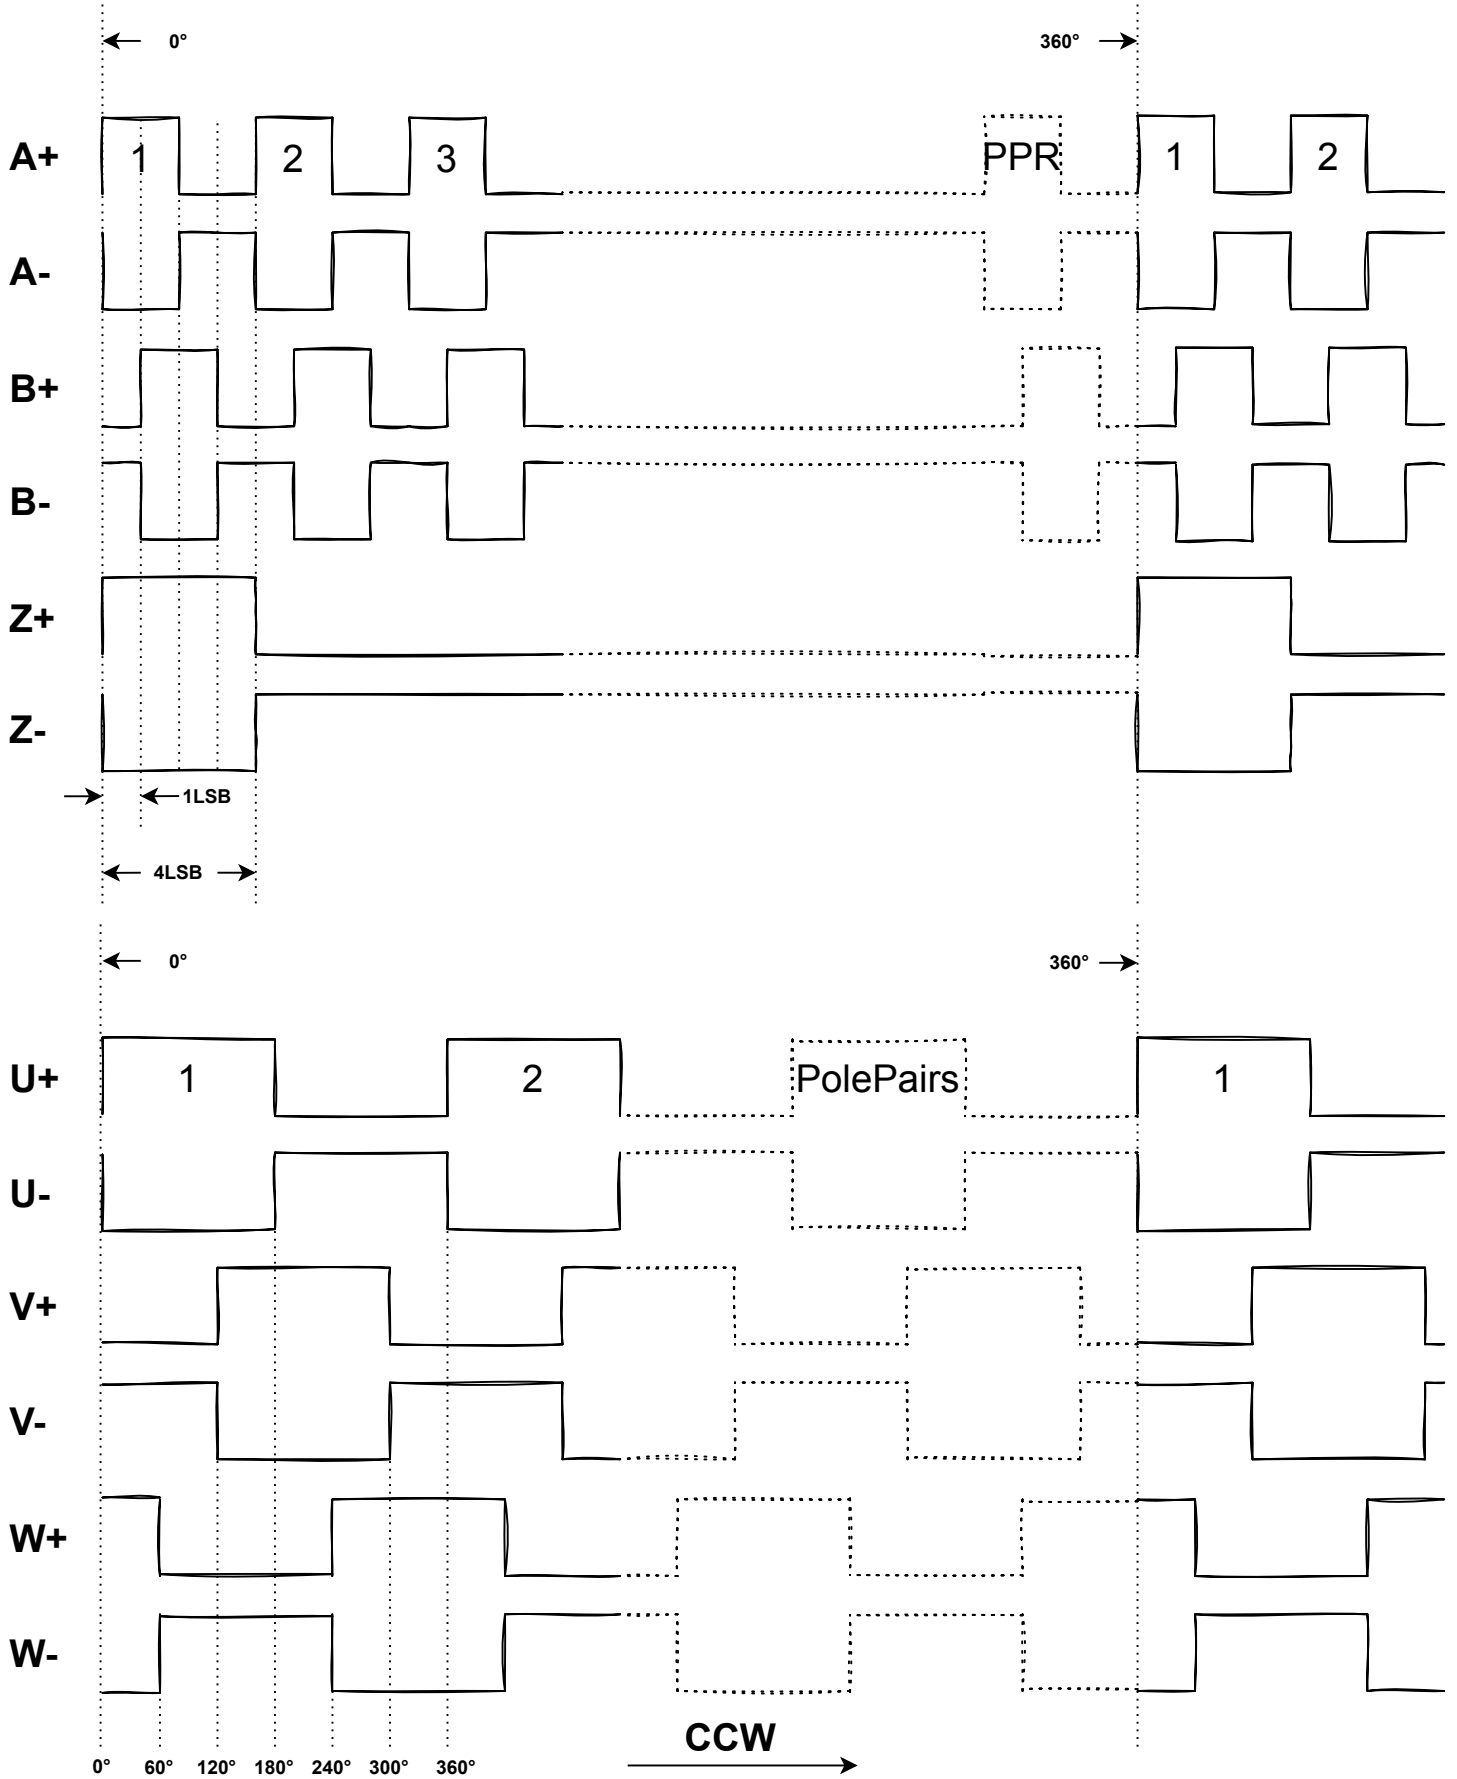 0° 360°
A+ 1 2 3 PPR 1 2
A-
B+
B-
Z+
Z-
1LSB
4LSB
0° 360°
U+ 1 2 PolePairs 1
U-
V+
V-
W+
W-
CCW
0° 60° 120° 180° 240° 300° 360°